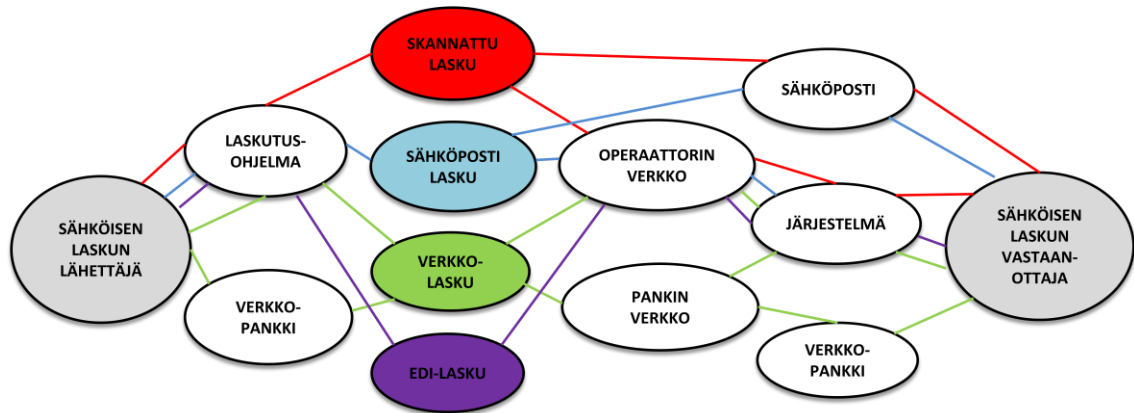 SKANNATTU
LASKU
SÄHKÖPOSTI
LASKUTUS-
OHJELMA
SÄHKÖPOSTI
LASKU
OPERAATTORIN
VERKKO
SÄHKÖISEN
LASKUN
LÄHETTÄJÄ
JÄRJESTELMÄ
SÄHKÖISEN
LASKUN
VASTAAN-
OTTAJA
VERKKO-
LASKU
VERKKO-
PANKKI
PANKIN
VERKKO
VERKKO-
PANKKI
EDI-LASKU